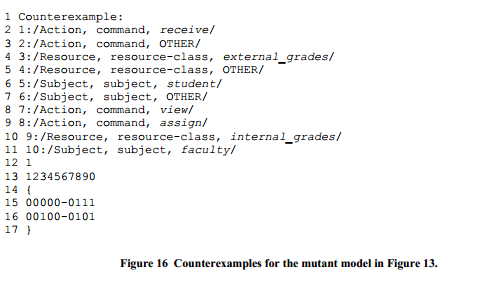 1 Counterexample:
2 1:/Action, command, receive/
3 2:/Action, command, OTHER/
4 3:/Resource, resource-class, external_grades/
5 4:/Resource, resource-class, OTHER/
6 5:/Subject, subject, student/
7 6:/Subject, subject, OTHER/
8 7:/Action, command, view/
9 8:/Action, command, assign/
10 9:/Resource, resource-class, internal_grades/
11 10:/Subject, subject, faculty/
12 1
13 1234567890
14 {
15 00000-0111
16 00100-0101
17 }
Figure 16 Counterexamples for the mutant model in Figure 13.